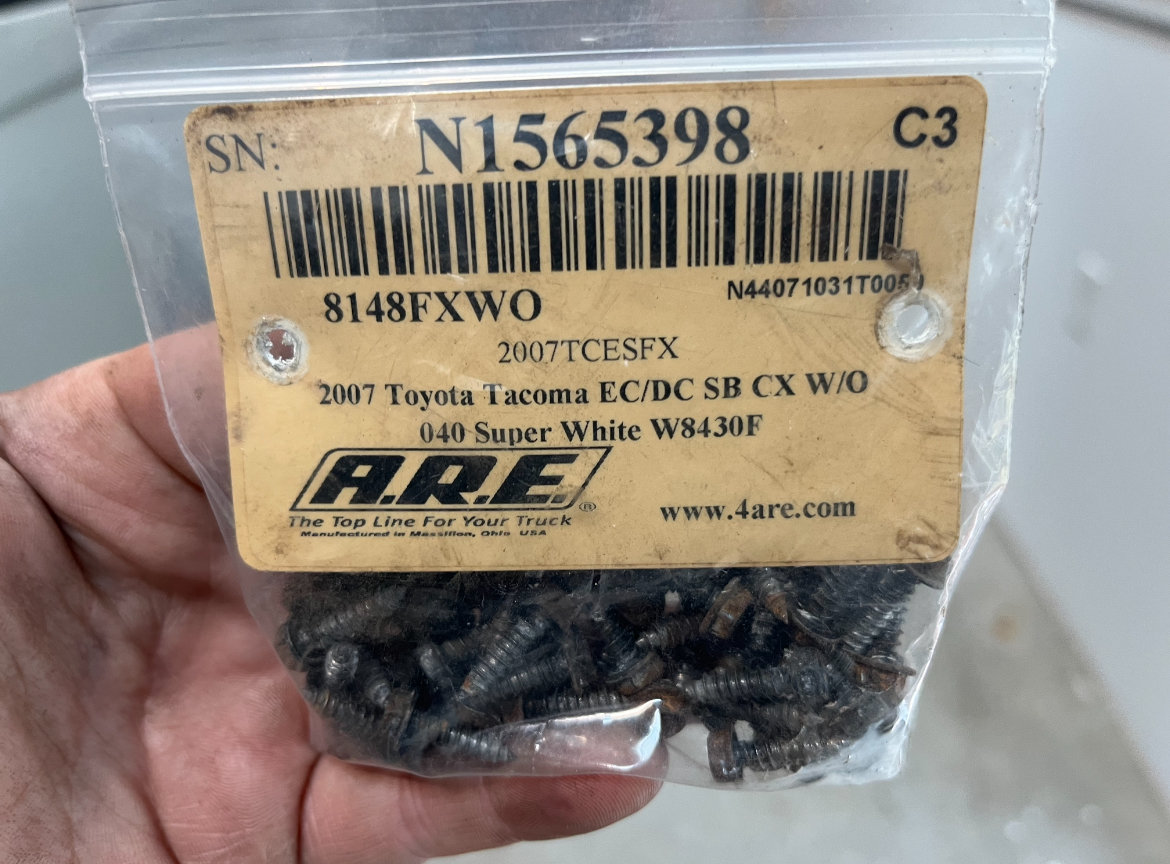 SN: N1565398 C3
N44071031T005
8148FXWO
2007TCESFX
2007 Toyota Tacoma EC/DC SB CX W/O
040 Super White W8430F
A.R.E.®
The Top Line For Your Truck
Manufactured in Massillon, Ohio USA
www.4are.com